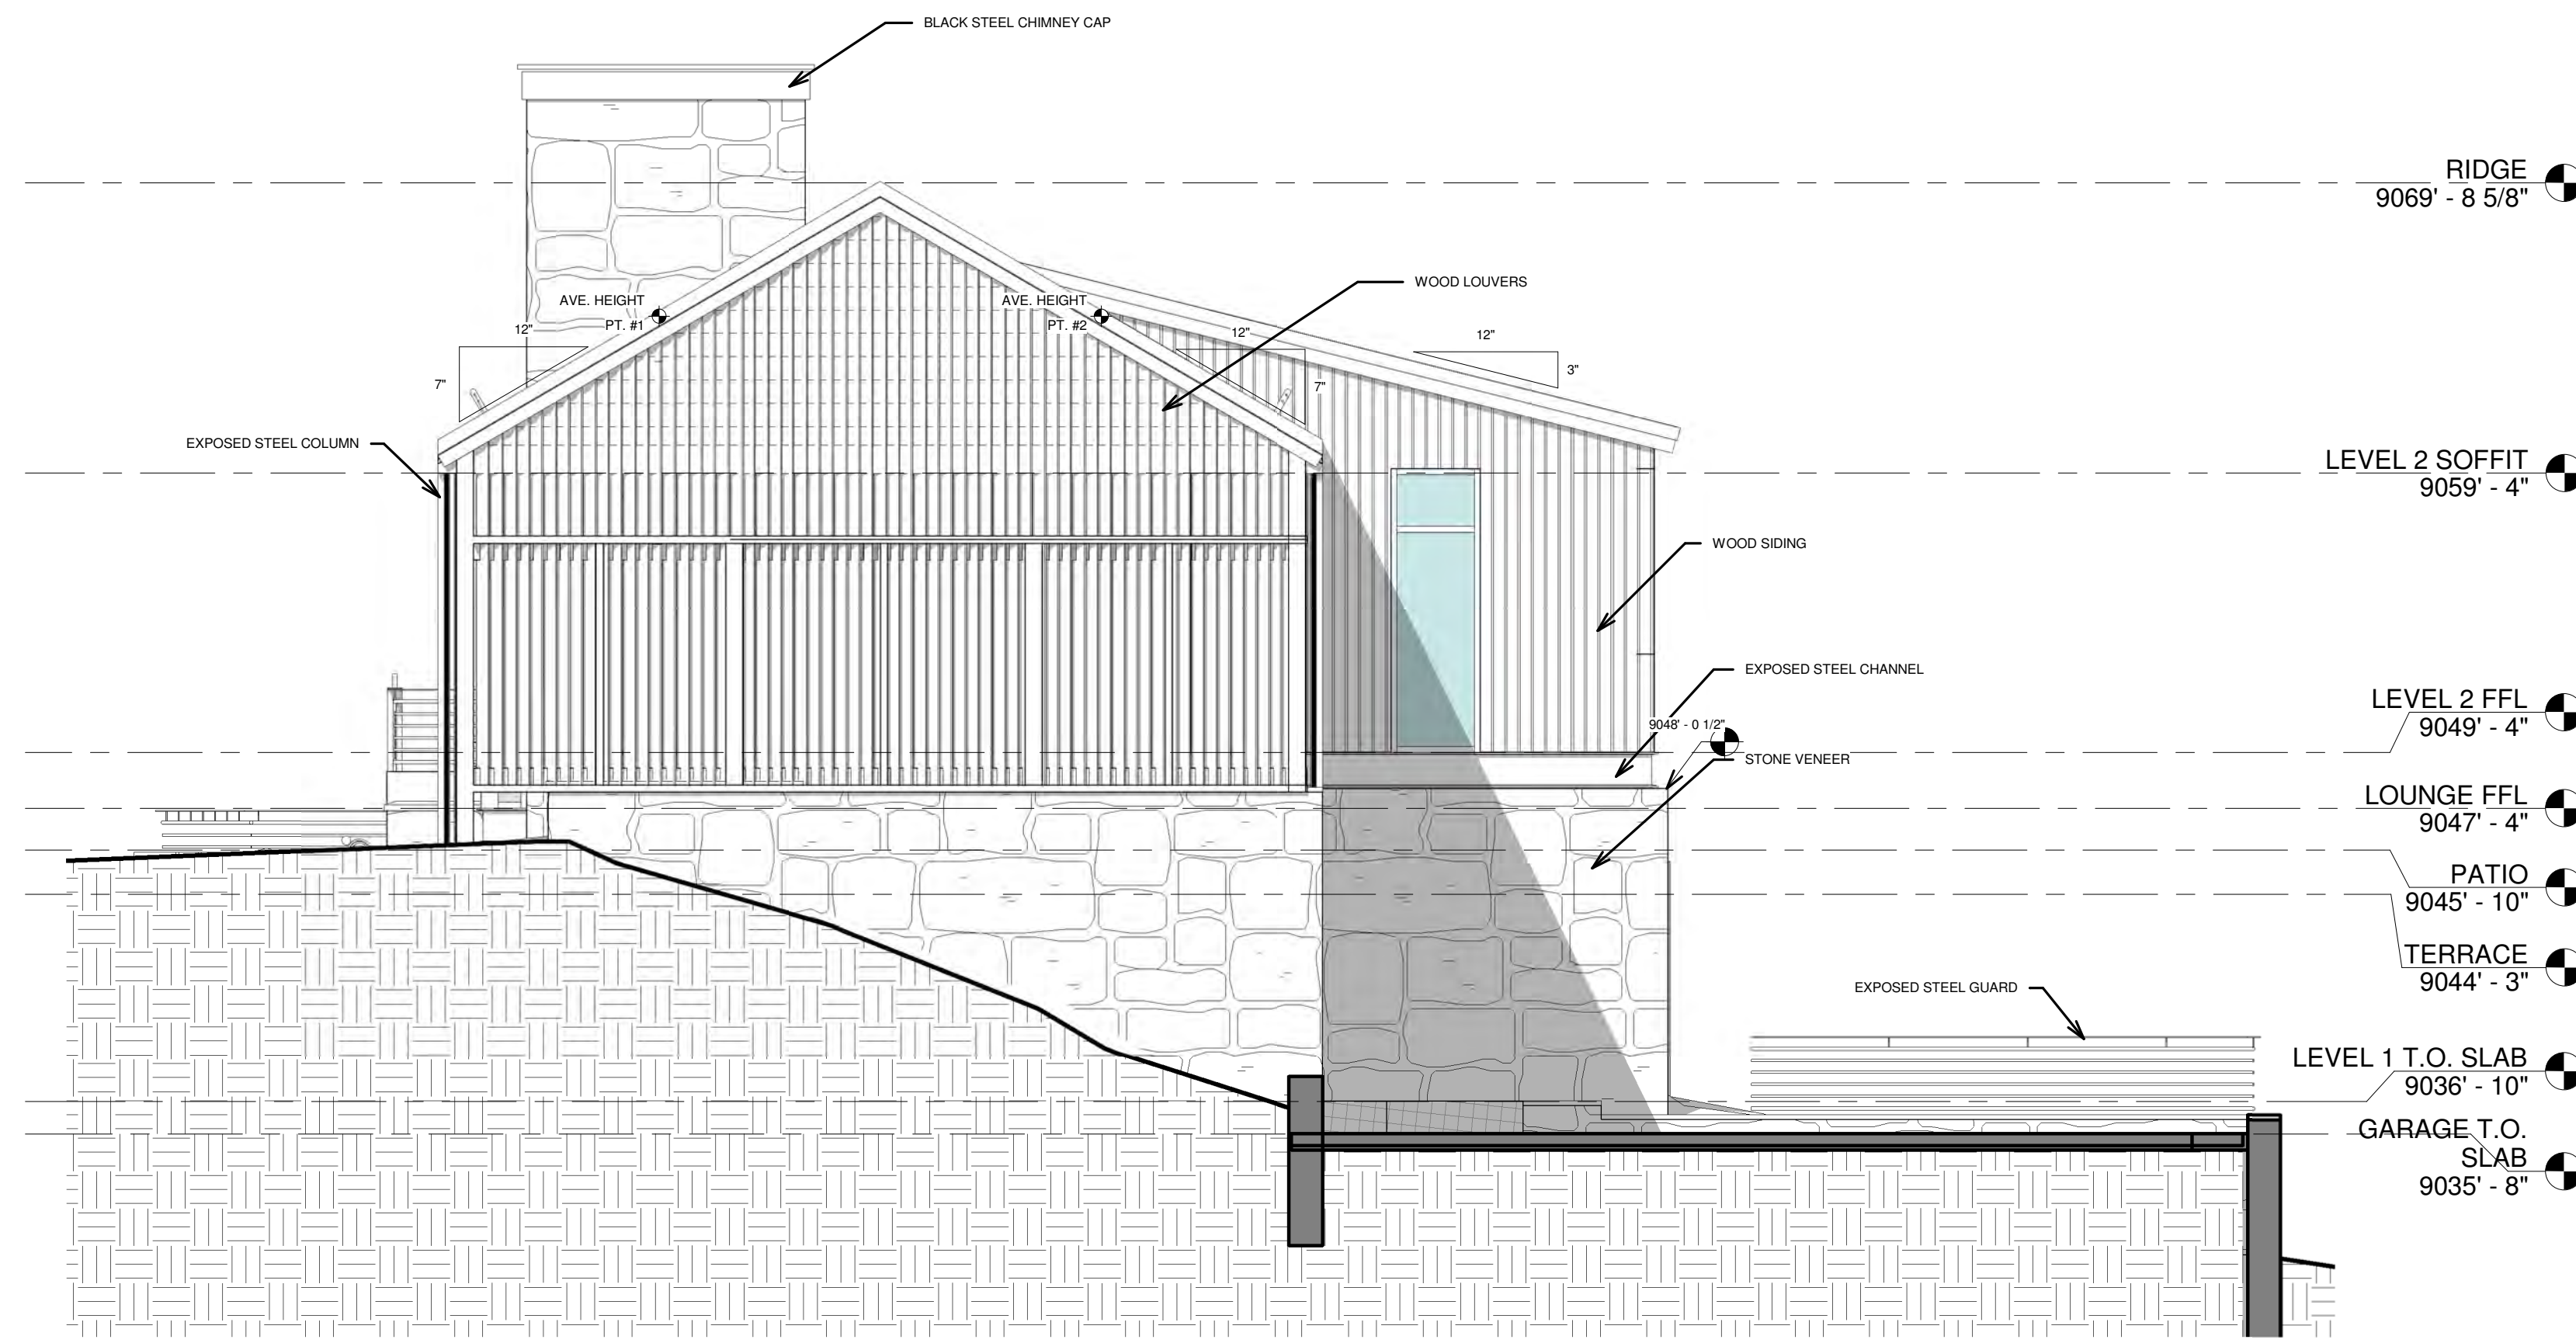 BLACK STEEL CHIMNEY CAP
RIDGE
9069' - 8 5/8"
WOOD LOUVERS
AVE. HEIGHT
PT. #1
AVE. HEIGHT
PT. #2
12"
7"
12"
7"
12"
3"
EXPOSED STEEL COLUMN
LEVEL 2 SOFFIT
9059' - 4"
WOOD SIDING
EXPOSED STEEL CHANNEL
9048' - 0 1/2"
STONE VENEER
LEVEL 2 FFL
9049' - 4"
LOUNGE FFL
9047' - 4"
PATIO
9045' - 10"
TERRACE
9044' - 3"
EXPOSED STEEL GUARD
LEVEL 1 T.O. SLAB
9036' - 10"
GARAGE T.O.
SLAB
9035' - 8"